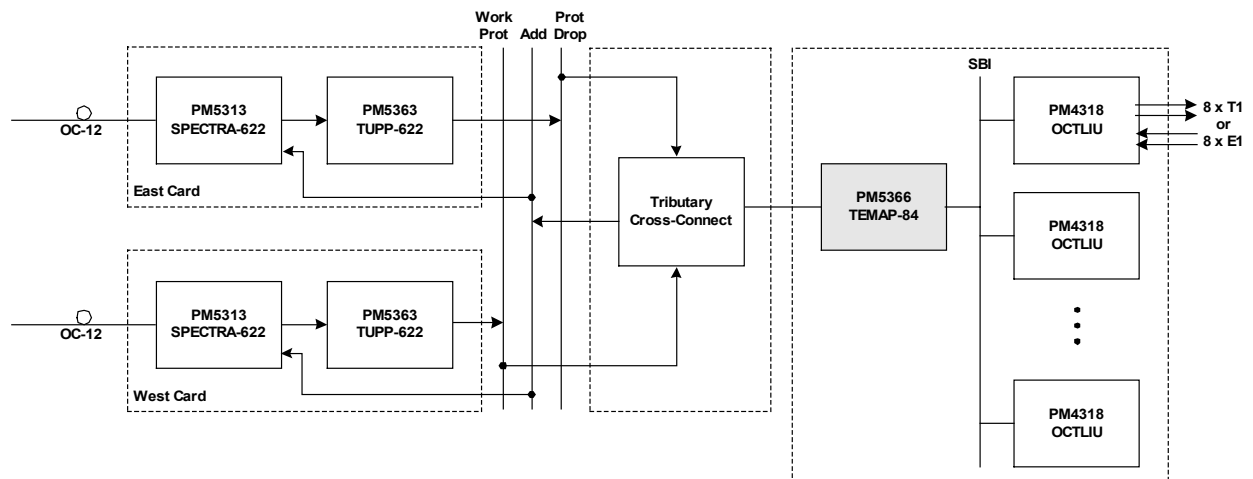 Work
Prot
Add
Prot
Drop
SBI
OC-12
PM5313
SPECTRA-622
PM5363
TUPP-622
East Card
PM4318
OCTLIU
8 x T1
or
8 x E1
Tributary
Cross-Connect
PM5366
TEMAP-84
PM4318
OCTLIU
OC-12
PM5313
SPECTRA-622
PM5363
TUPP-622
West Card
PM4318
OCTLIU